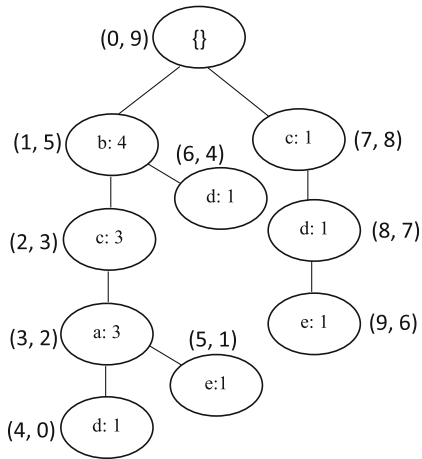 (0, 9) {}
(1, 5) b: 4
(6, 4) d: 1
c: 1 (7, 8)
(2, 3) c: 3
d: 1 (8, 7)
(3, 2) a: 3
(5, 1) e:1
e: 1 (9, 6)
(4, 0) d: 1